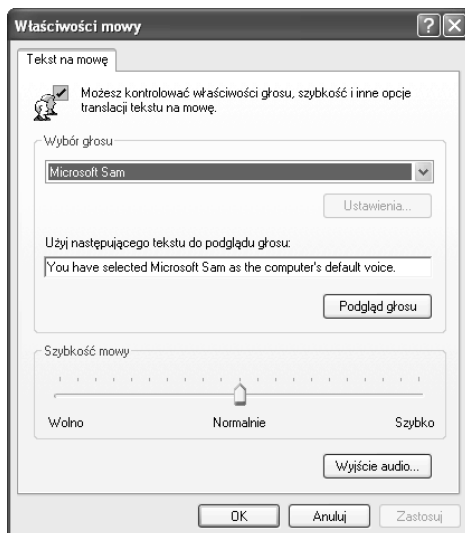 Właściwości mowy
Tekst na mowę
Możesz kontrolować właściwości głosu, szybkość i inne opcje
translacji tekstu na mowę.
Wybór głosu
Microsoft Sam
Ustawienia...
Użyj następującego tekstu do podglądu głosu:
You have selected Microsoft Sam as the computer's default voice.
Podgląd głosu
Szybkość mowy
Wolno Normalnie Szybko
Wyjście audio...
OK Anuluj Zastosuj